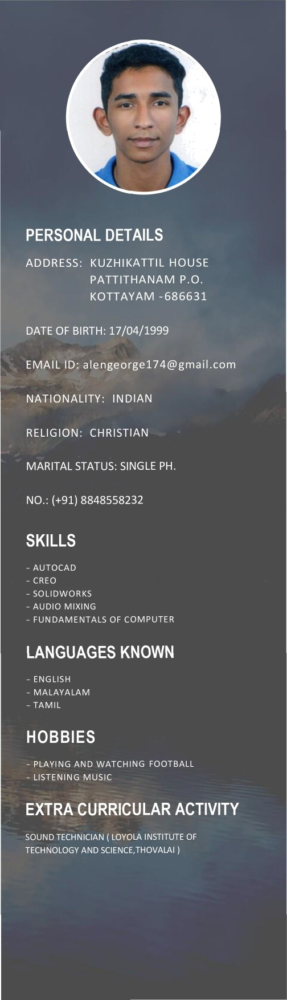 PERSONAL DETAILS
ADDRESS: KUZHIKATTIL HOUSE
PATTITHANAM P.O.
KOTTAYAM -686631
DATE OF BIRTH: 17/04/1999
EMAIL ID: alengeorge174@gmail.com
NATIONALITY: INDIAN
RELIGION: CHRISTIAN
MARITAL STATUS: SINGLE PH.
NO.: (+91) 8848558232
SKILLS
- AUTOCAD
- CREO
- SOLIDWORKS
- AUDIO MIXING
- FUNDAMENTALS OF COMPUTER
LANGUAGES KNOWN
- ENGLISH
- MALAYALAM
- TAMIL
HOBBIES
- PLAYING AND WATCHING FOOTBALL
- LISTENING MUSIC
EXTRA CURRICULAR ACTIVITY
SOUND TECHNICIAN ( LOYOLA INSTITUTE OF
TECHNOLOGY AND SCIENCE,THOVALAI )